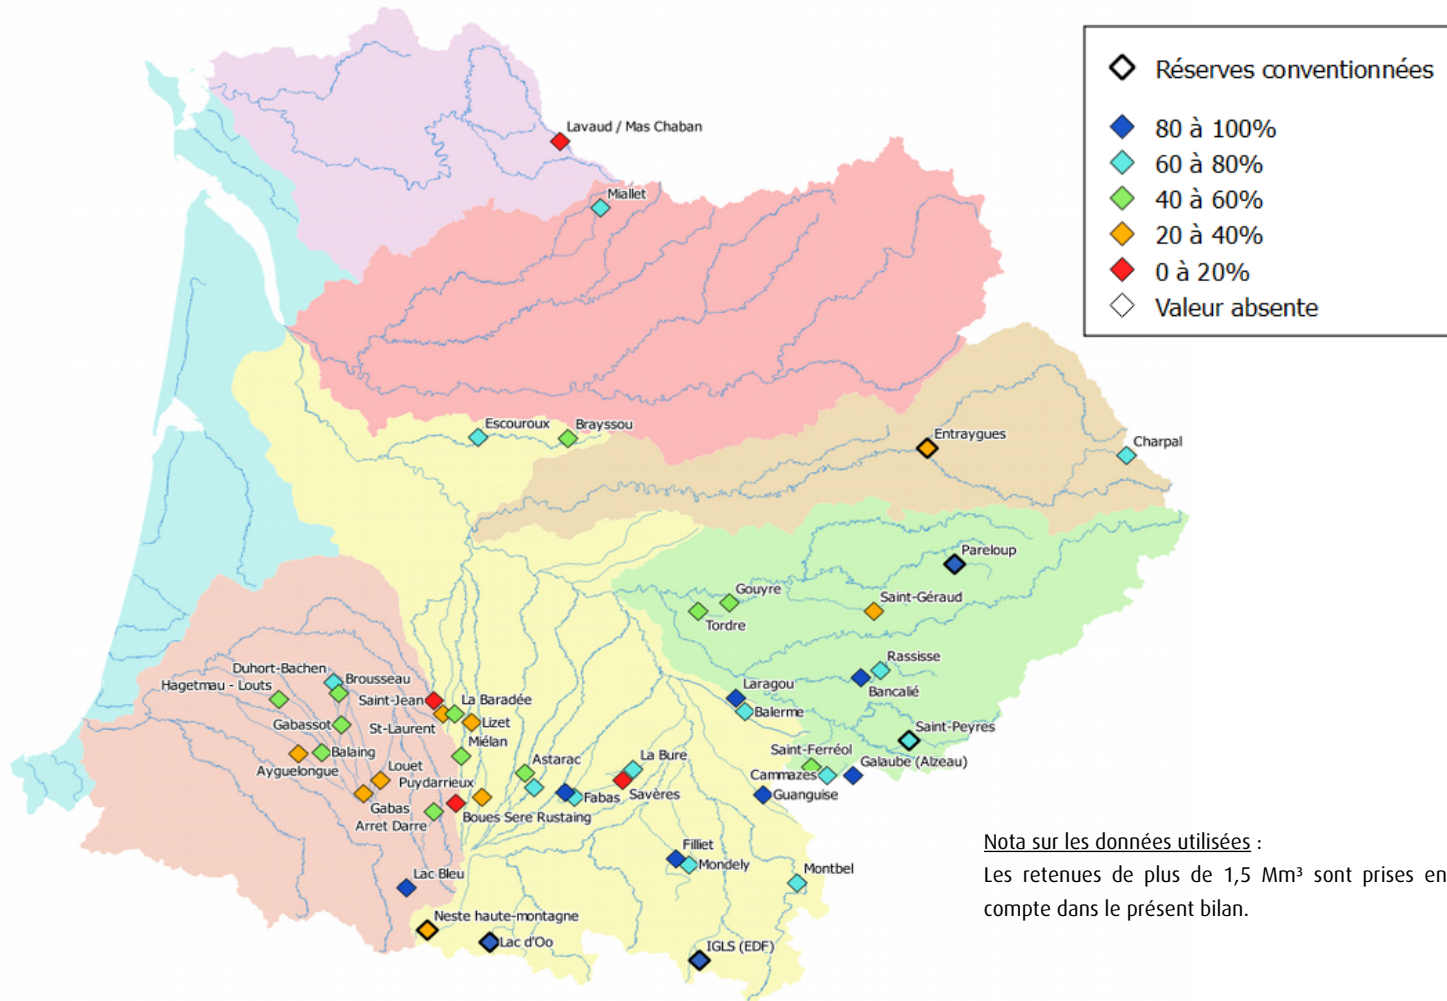 Réserves conventionnées
80 à 100%
60 à 80%
40 à 60%
20 à 40%
0 à 20%
Valeur absente
Lavaud / Mas Chaban
Miallet
Escouroux
Brayssou
Entraygues
Charpal
Pareloup
Gouyre
Saint-Géraud
Tordre
Duhort-Bachen
Brousseau
Rassisse
Hagetmau - Louts
Saint-Jean
La Baradée
Laragou
Bancalié
Gabassot
St-Laurent
Lizet
Balerme
Saint-Peyres
Miélan
Balaing
Astarac
La Bure
Saint-Ferréol
Galaube (Alzeau)
Ayguelongue
Louet
Puydarrieux
Cammazes
Savères
Fabas
Guanguise
Gabas
Boues Sere Rustaing
Arret Darre
Filliet
Mondely
Montbel
Lac Bleu
Neste haute-montagne
Lac d'Oo
IGLS (EDF)
Nota sur les données utilisées :
Les retenues de plus de 1,5 Mm³ sont prises en
compte dans le présent bilan.